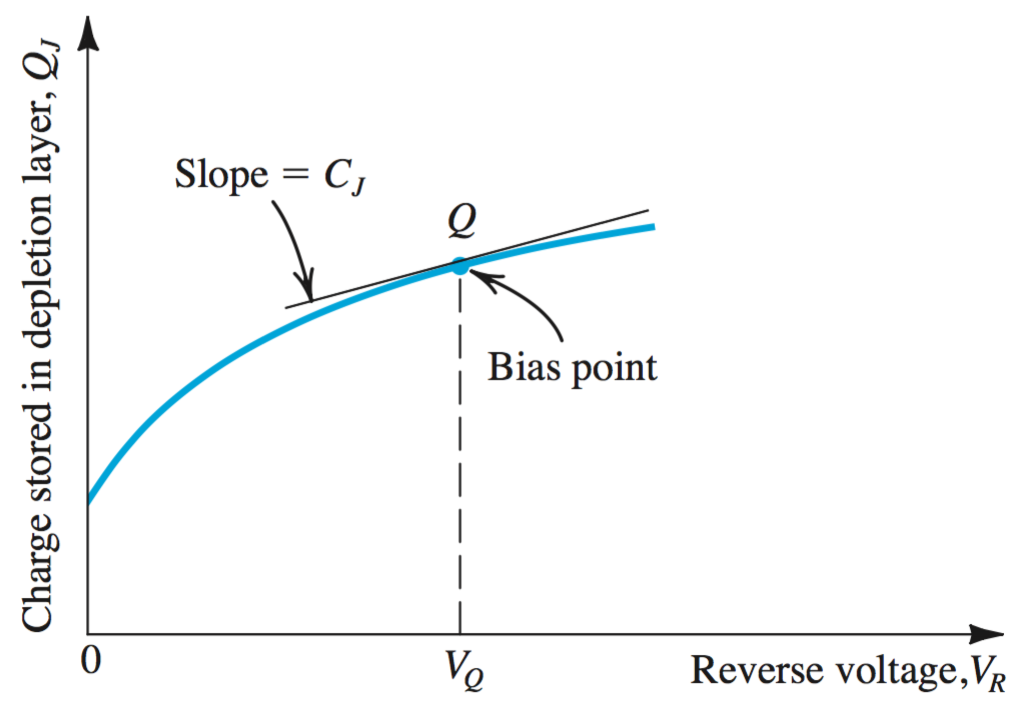 Charge stored in depletion layer, Q_J
Slope = C_J
Q
Bias point
0
V_Q
Reverse voltage,V_R